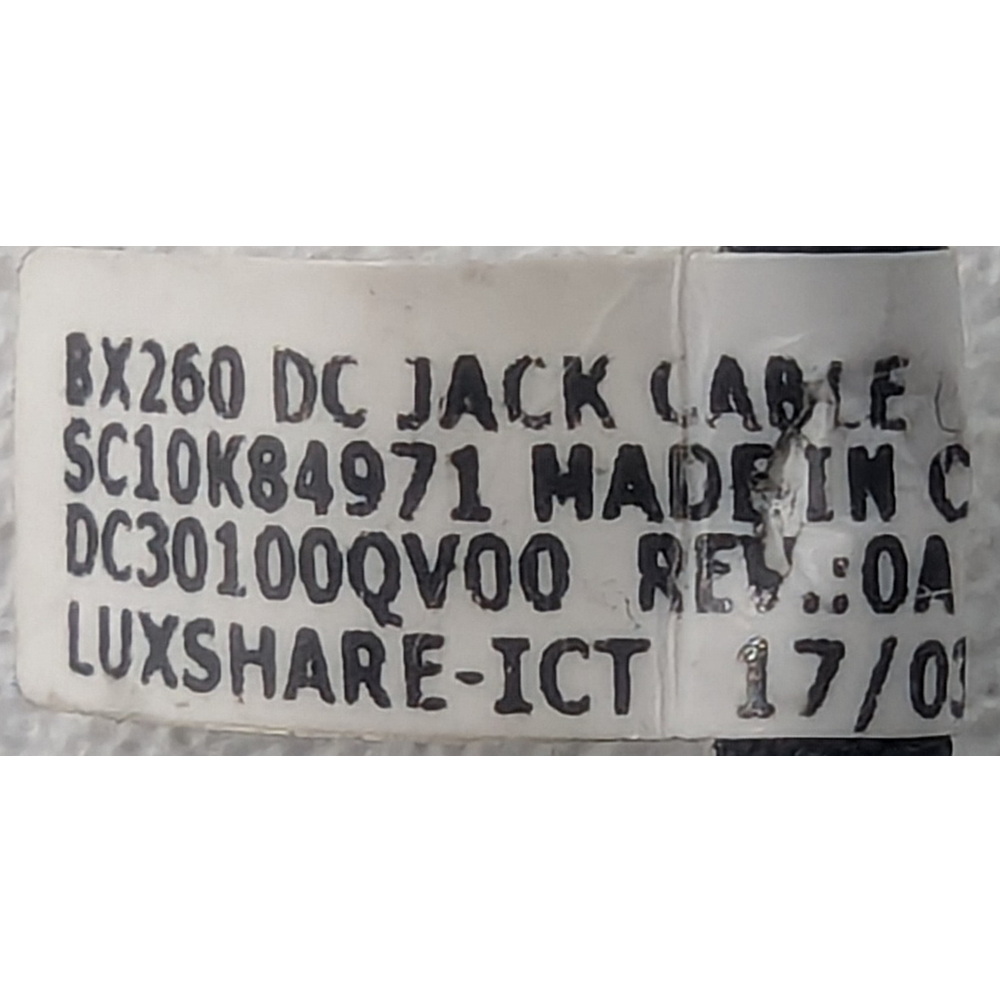 BX260 DC JACK CABLE
SC10K84971 MADE IN C
DC30100QV00 REV.:0A
LUXSHARE-ICT 17/0